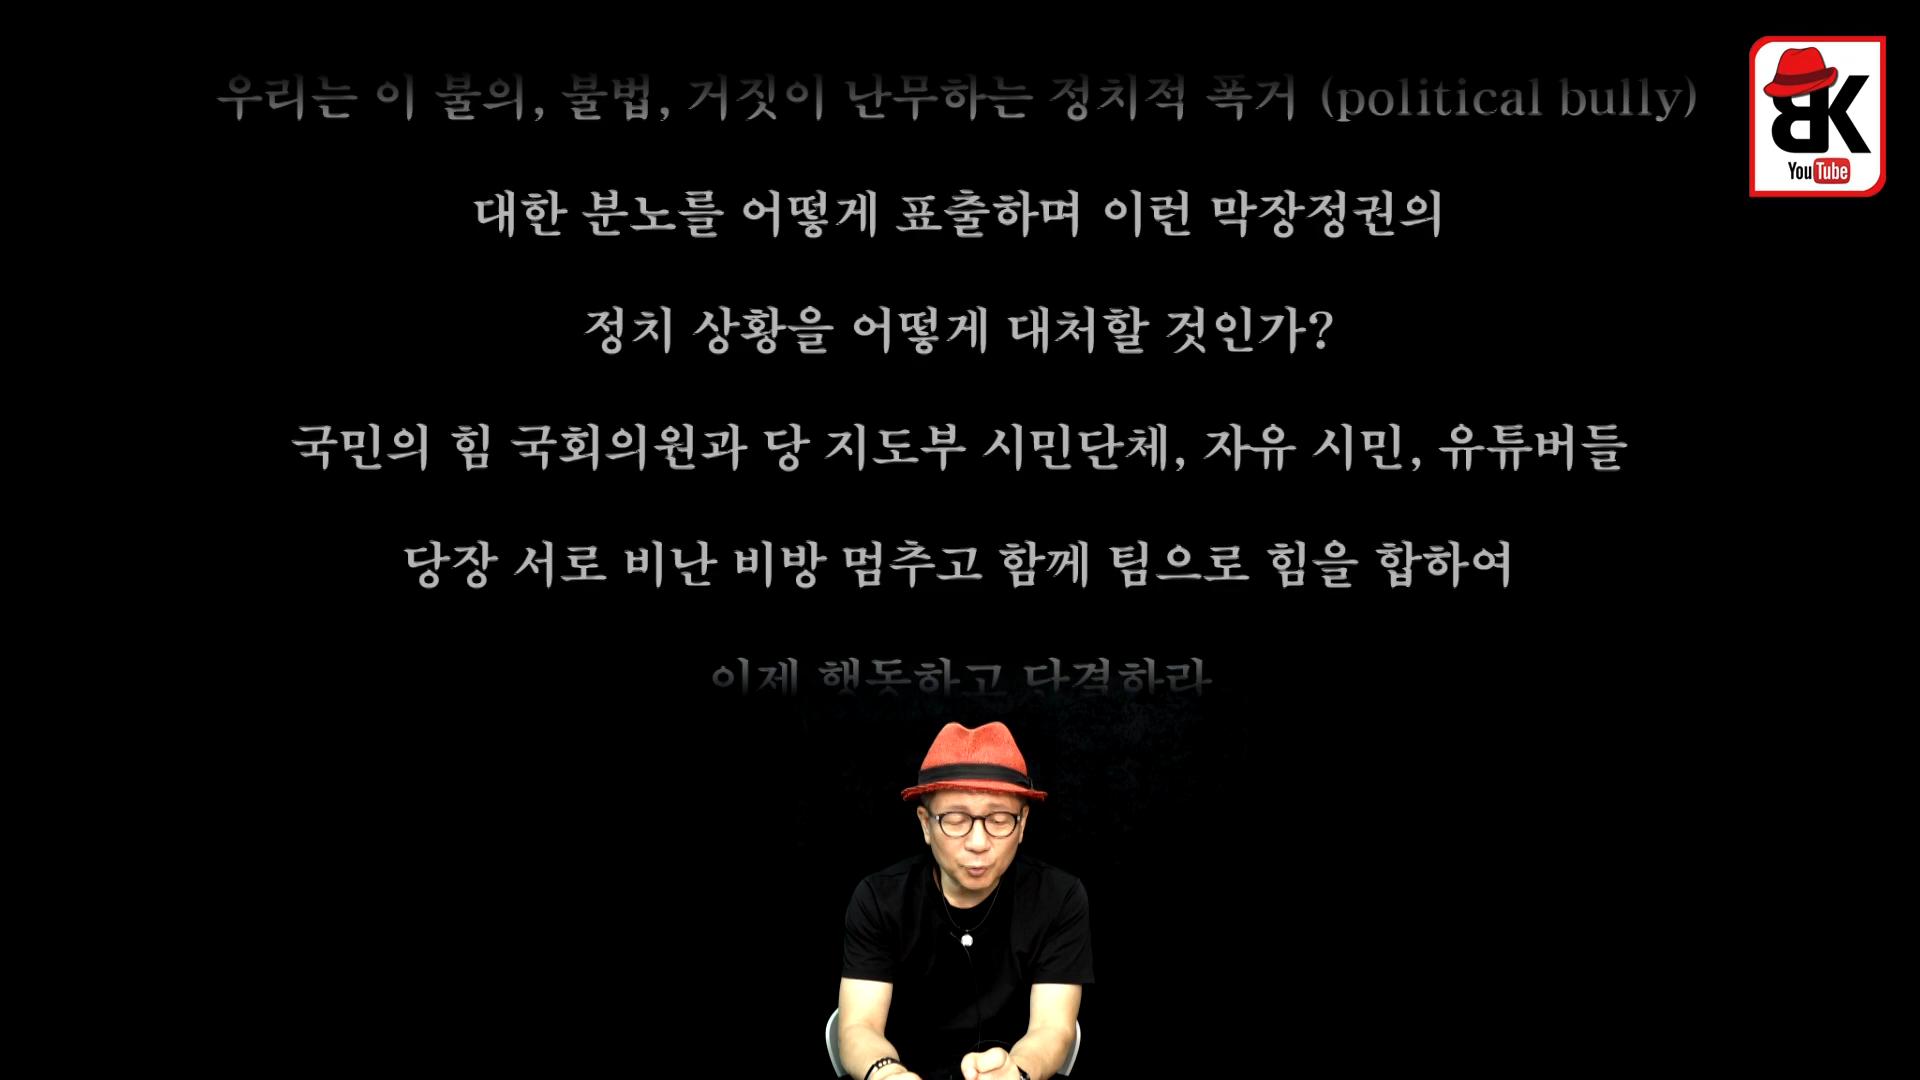 우리는 이 불의, 불법, 거짓이 난무하는 정치적 폭거 (political bully)
대한 분노를 어떻게 표출하며 이런 막장정권의
정치 상황을 어떻게 대처할 것인가?
국민의 힘 국회의원과 당 지도부 시민단체, 자유 시민, 유튜버들
당장 서로 비난 비방 멈추고 함께 팀으로 힘을 합하여
이제 행동하고 단결하라
BK
YouTube